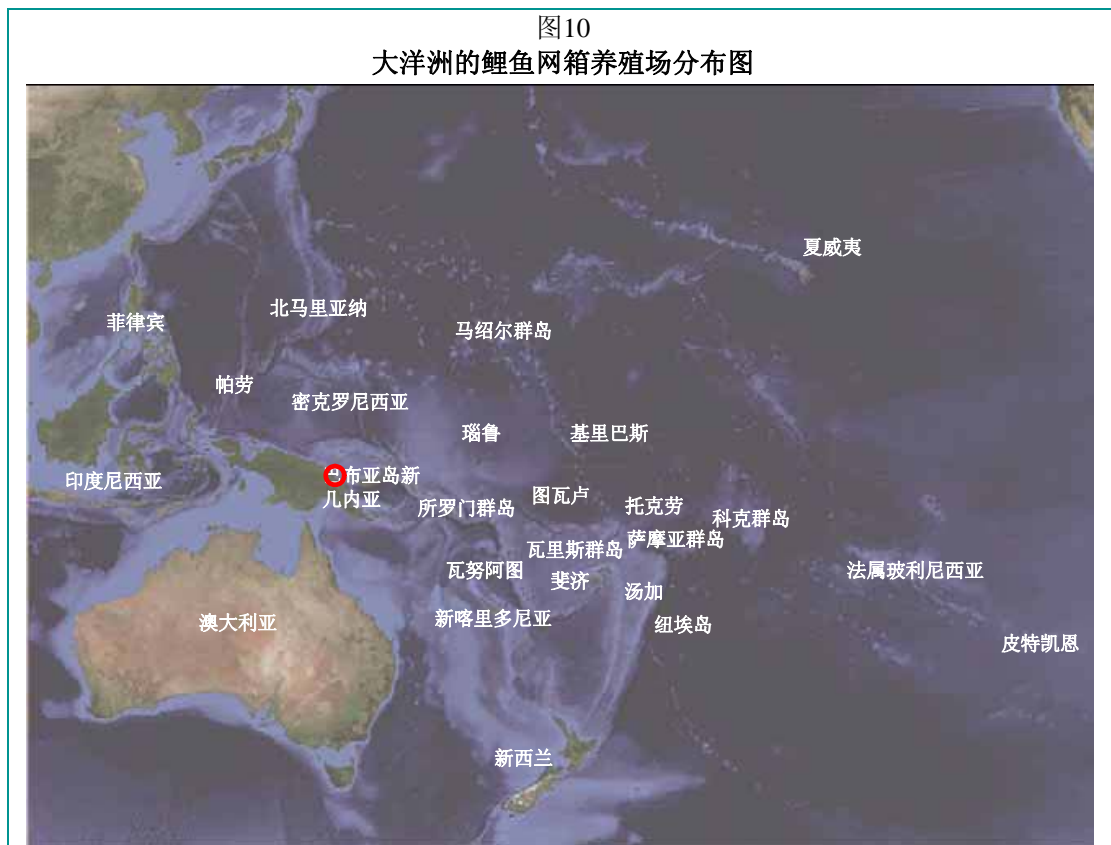 图10
大洋洲的鲤鱼网箱养殖场分布图
夏威夷
北马里亚纳
菲律宾
马绍尔群岛
帕劳
密克罗尼西亚
瑙鲁
基里巴斯
印度尼西亚
巴布亚岛新
几内亚
所罗门群岛
图瓦卢
托克劳
科克群岛
萨摩亚群岛
瓦里斯群岛
瓦努阿图
斐济
法属玻利尼西亚
汤加
新喀里多尼亚
澳大利亚
纽埃岛
皮特凯恩
新西兰